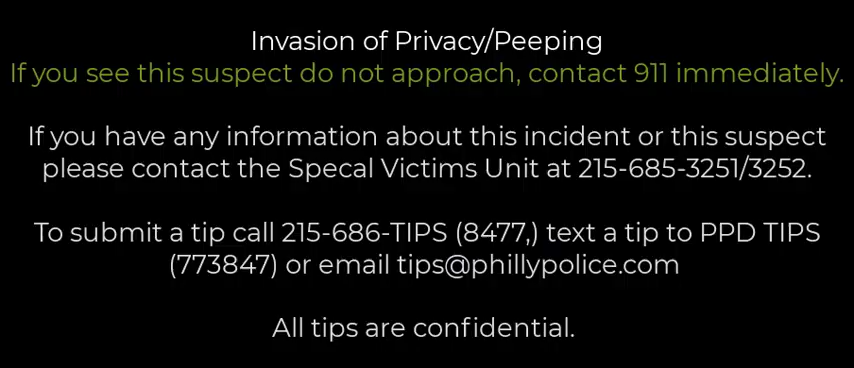 Invasion of Privacy/Peeping
If you see this suspect do not approach, contact 911 immediately.
If you have any information about this incident or this suspect
please contact the Specal Victims Unit at 215-685-3251/3252.
To submit a tip call 215-686-TIPS (8477,) text a tip to PPD TIPS
(773847) or email tips@phillypolice.com
All tips are confidential.